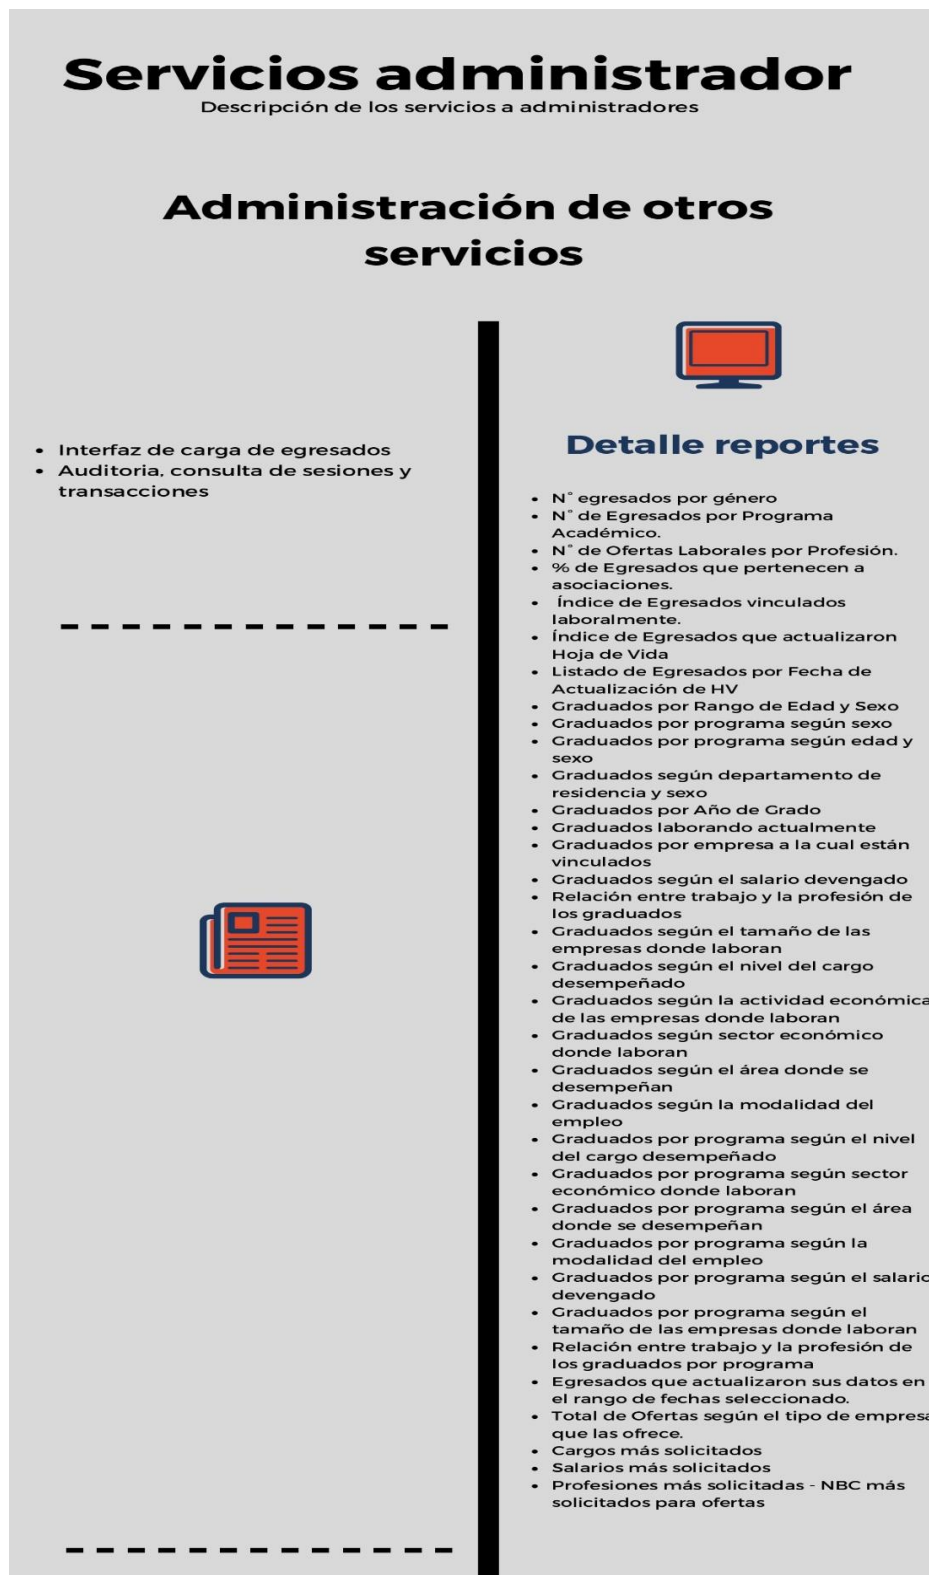 Servicios administrador
Descripción de los servicios a administradores
Administración de otros
servicios
• Interfaz de carga de egresados
• Auditoria, consulta de sesiones y
transacciones
Detalle reportes
• N° egresados por género
• N° de Egresados por Programa
Académico.
• N° de Ofertas Laborales por Profesión.
• % de Egresados que pertenecen a
asociaciones.
• Índice de Egresados vinculados
laboralmente.
• Índice de Egresados que actualizaron
Hoja de Vida
• Listado de Egresados por Fecha de
Actualización de HV
• Graduados por Rango de Edad y Sexo
• Graduados por programa según sexo
• Graduados por programa según edad y
sexo
• Graduados según departamento de
residencia y sexo
• Graduados por Año de Grado
• Graduados laborando actualmente
• Graduados por empresa a la cual están
vinculados
• Graduados según el salario devengado
• Relación entre trabajo y la profesión de
los graduados
• Graduados según el tamaño de las
empresas donde laboran
• Graduados según el nivel del cargo
desempeñado
• Graduados según la actividad económica
de las empresas donde laboran
• Graduados según sector económico
donde laboran
• Graduados según el área donde se
desempeñan
• Graduados según la modalidad del
empleo
• Graduados por programa según el nivel
del cargo desempeñado
• Graduados por programa según sector
económico donde laboran
• Graduados por programa según el área
donde se desempeñan
• Graduados por programa según la
modalidad del empleo
• Graduados por programa según el salario
devengado
• Graduados por programa según el
tamaño de las empresas donde laboran
• Relación entre trabajo y la profesión de
los graduados por programa
• Egresados que actualizaron sus datos en
el rango de fechas seleccionado.
• Total de Ofertas según el tipo de empresa
que las ofrece.
• Cargos más solicitados
• Salarios más solicitados
• Profesiones más solicitadas - NBC más
solicitados para ofertas